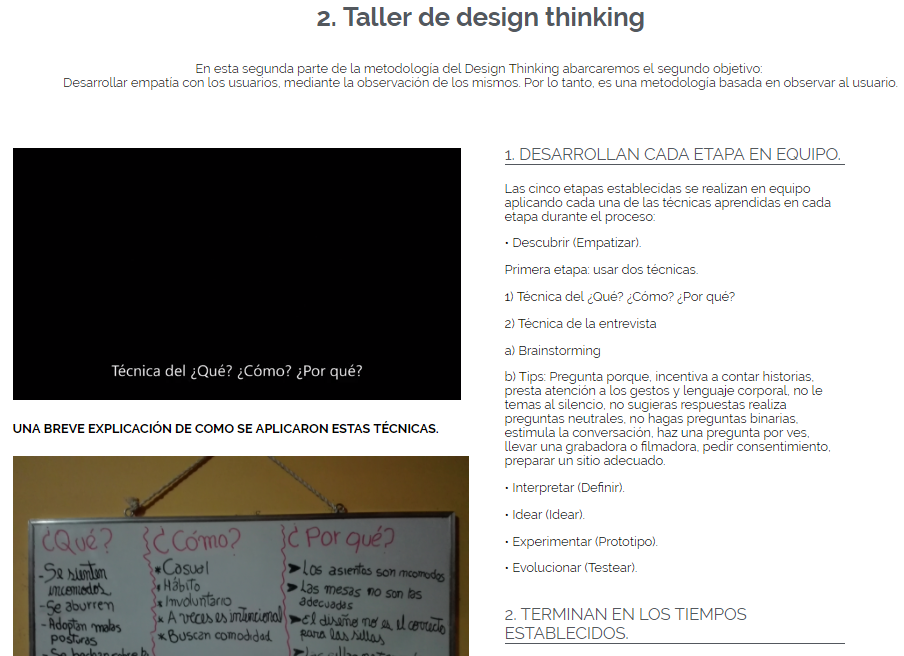 2. Taller de design thinking
En esta segunda parte de la metodología del Design Thinking abarcaremos el segundo objetivo:
Desarrollar empatía con los usuarios, mediante la observación de los mismos. Por lo tanto, es una metodología basada en observar al usuario.
Técnica del ¿Qué? ¿Cómo? ¿Por qué?
UNA BREVE EXPLICACIÓN DE COMO SE APLICARON ESTAS TÉCNICAS.
¿Qué?
-Se sienten
incomodos
-Se aburren
-Adoptan malas
posturas
¿Cómo?
*Casual
*Hábito
*Involuntario
*A veces es intencional
*Buscan comodidad
¿Por qué?
➤Los asientos son incomodos
➤Las mesas no son las
adecuadas
➤El diseño no es el correcto
para las sillas
1. DESARROLLAN CADA ETAPA EN EQUIPO.
Las cinco etapas establecidas se realizan en equipo
aplicando cada una de las técnicas aprendidas en cada
etapa durante el proceso:
• Descubrir (Empatizar).
Primera etapa: usar dos técnicas.
1) Técnica del ¿Qué? ¿Cómo? ¿Por qué?
2) Técnica de la entrevista
a) Brainstorming
b) Tips: Pregunta porque, incentiva a contar historias,
presta atención a los gestos y lenguaje corporal, no le
temas al silencio, no sugieras respuestas realiza
preguntas neutrales, no hagas preguntas binarias,
estimula la conversación, haz una pregunta por ves,
llevar una grabadora o filmadora, pedir consentimiento,
preparar un sitio adecuado.
• Interpretar (Definir).
• Idear (Idear).
• Experimentar (Prototipo).
• Evolucionar (Testear).
2. TERMINAN EN LOS TIEMPOS
ESTABLECIDOS.